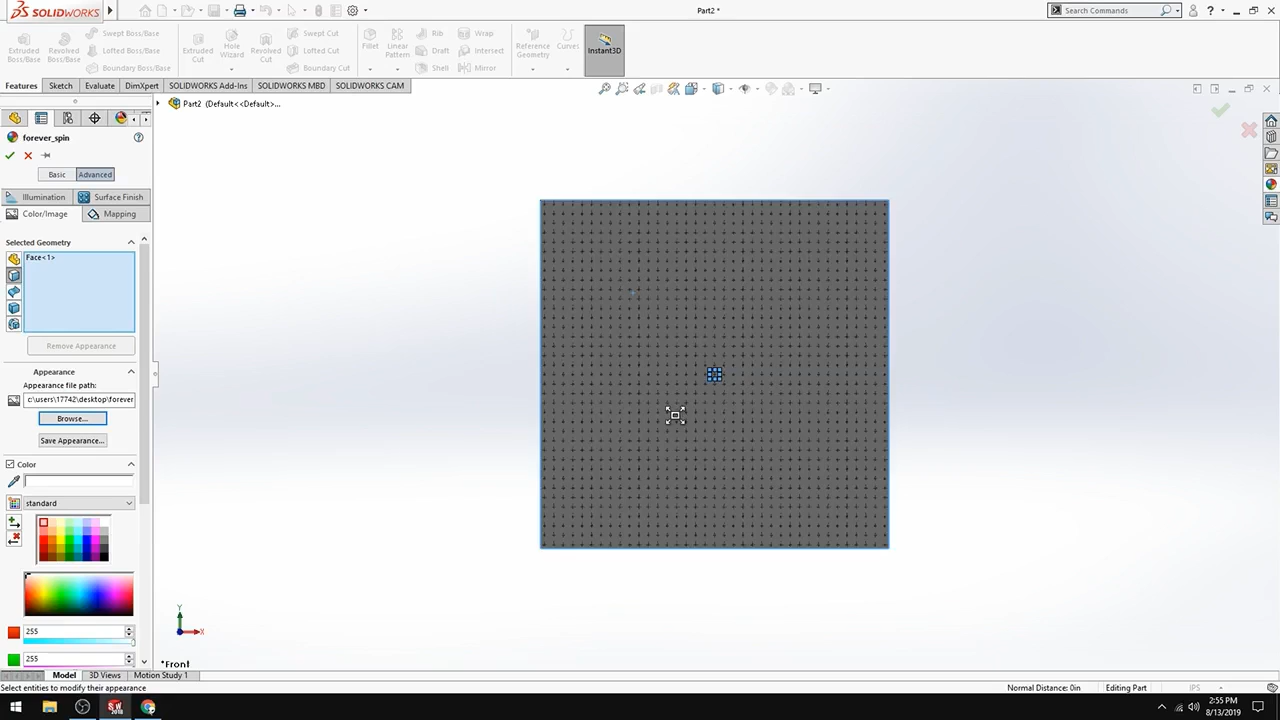 SOLIDWORKS
Part2 *
Search Commands
Extruded Boss/Base
Revolved Boss/Base
Swept Boss/Base
Lofted Boss/Base
Boundary Boss/Base
Extruded Cut
Hole Wizard
Revolved Cut
Swept Cut
Lofted Cut
Boundary Cut
Fillet
Linear Pattern
Rib
Draft
Shell
Wrap
Intersect
Mirror
Reference Geometry
Curves
Instant3D
Features
Sketch
Evaluate
DimXpert
SOLIDWORKS Add-Ins
SOLIDWORKS MBD
SOLIDWORKS CAM
Part2 (Default<<Default>...
forever_spin
Basic
Advanced
Illumination
Surface Finish
Color/Image
Mapping
Selected Geometry
Face<1>
Remove Appearance
Appearance
Appearance file path:
c:\users\17742\desktop\forever
Browse...
Save Appearance...
Color
standard
255
255
Y
X
*Front
Model
3D Views
Motion Study 1
Select entities to modify their appearance
Normal Distance: 0in
Editing Part
IPS
2:55 PM
8/13/2019